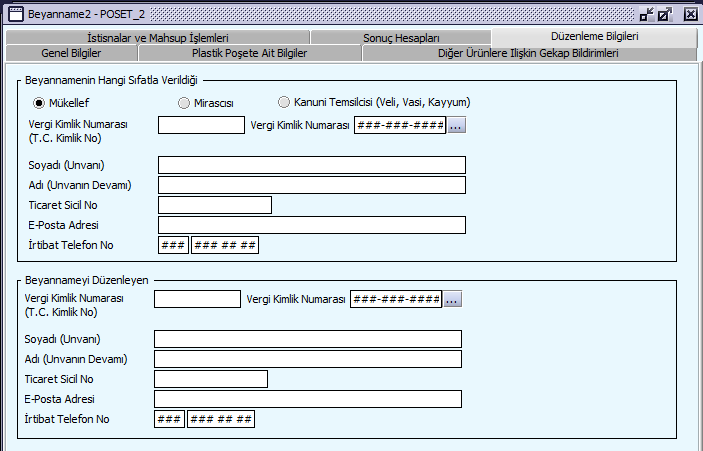 Beyanname2 - POSET_2
İstisnalar ve Mahsup İşlemleri Sonuç Hesapları Düzenleme Bilgileri
Genel Bilgiler Plastik Poşete Ait Bilgiler Diğer Ürünlere Ilişkin Gekap Bildirimleri
Beyannamenin Hangi Sıfatla Verildiği
Mükellef Mirascısı Kanuni Temsilcisi (Veli, Vasi, Kayyum)
Vergi Kimlik Numarası Vergi Kimlik Numarası ###-###-#### ...
(T.C. Kimlik No)
Soyadı (Unvanı)
Adı (Unvanın Devamı)
Ticaret Sicil No
E-Posta Adresi
İrtibat Telefon No ### ### ## ##
Beyannameyi Düzenleyen
Vergi Kimlik Numarası Vergi Kimlik Numarası ###-###-#### ...
(T.C. Kimlik No)
Soyadı (Unvanı)
Adı (Unvanın Devamı)
Ticaret Sicil No
E-Posta Adresi
İrtibat Telefon No ### ### ## ##